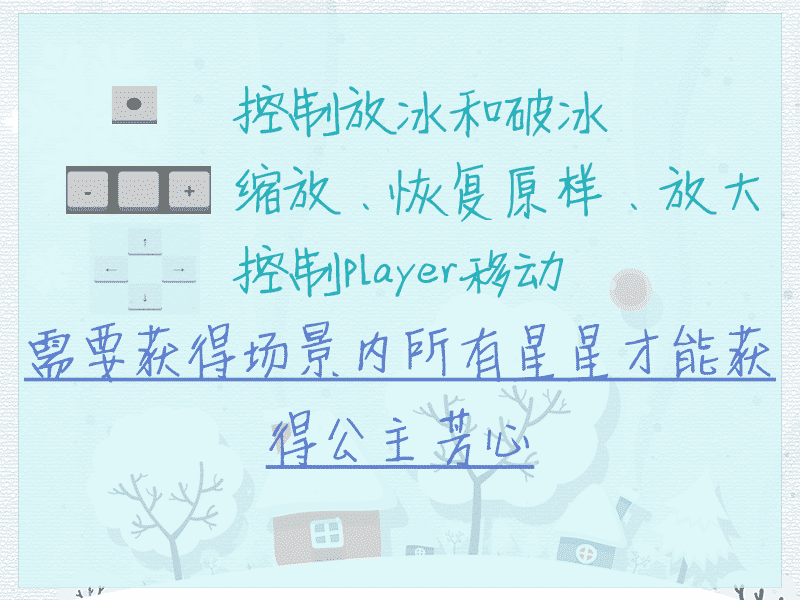 控制放冰和破冰
- +
缩放、恢复原样、放大
↑
← →
↓
控制player移动
需要获得场景内所有星星才能获
得公主芳心